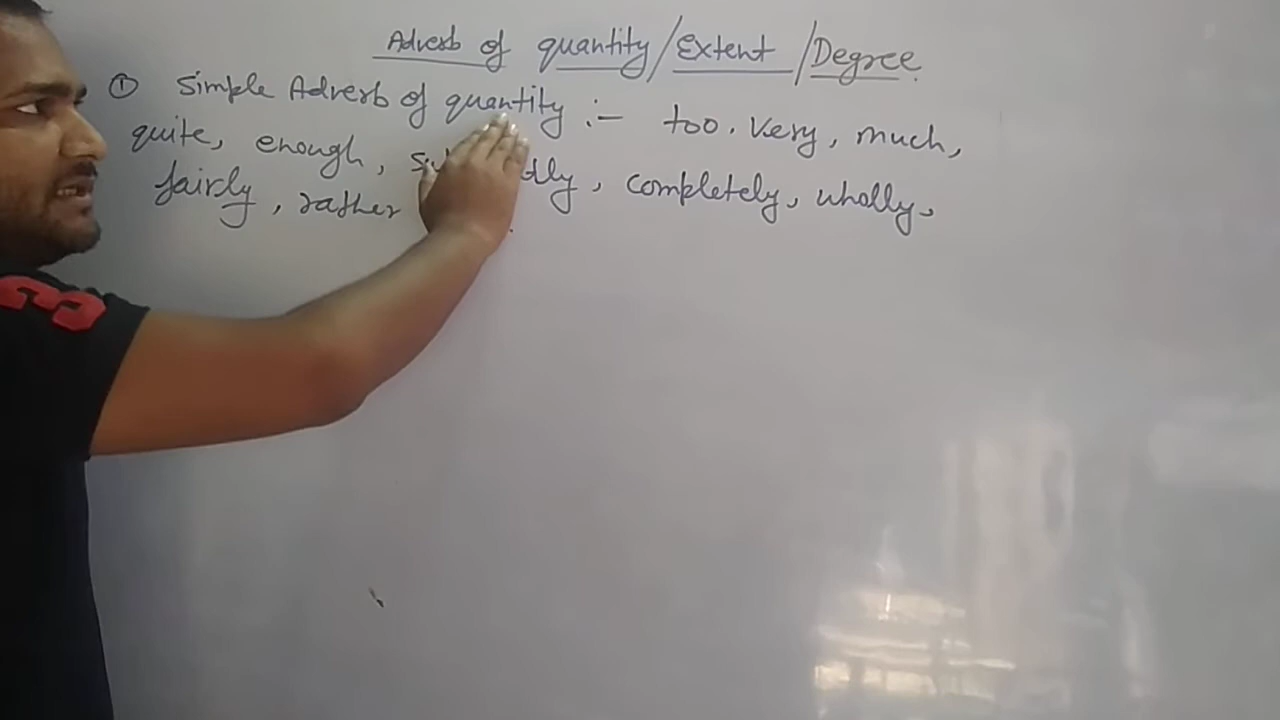 Adverb of quantity/Extent/Degree.
① Simple Adverb of quantity :- too. Very, much,
quite, enough, completely, wholly,
fairly, rather